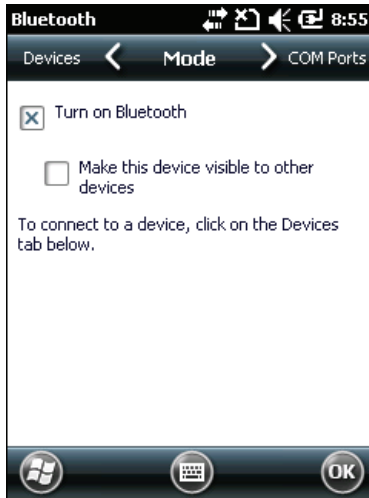 Bluetooth 8:55
Devices Mode COM Ports
Turn on Bluetooth
Make this device visible to other
devices
To connect to a device, click on the Devices
tab below.
OK